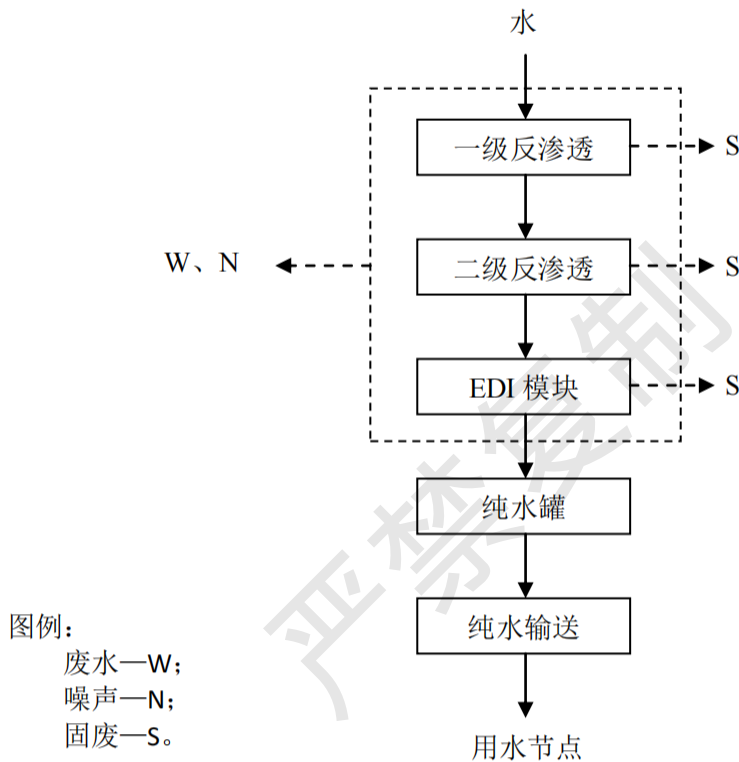 水
一级反渗透
S
W、N
二级反渗透
S
EDI 模块
S
纯水罐
纯水输送
用水节点
图例：
废水—W；
噪声—N；
固废—S。
严禁复制